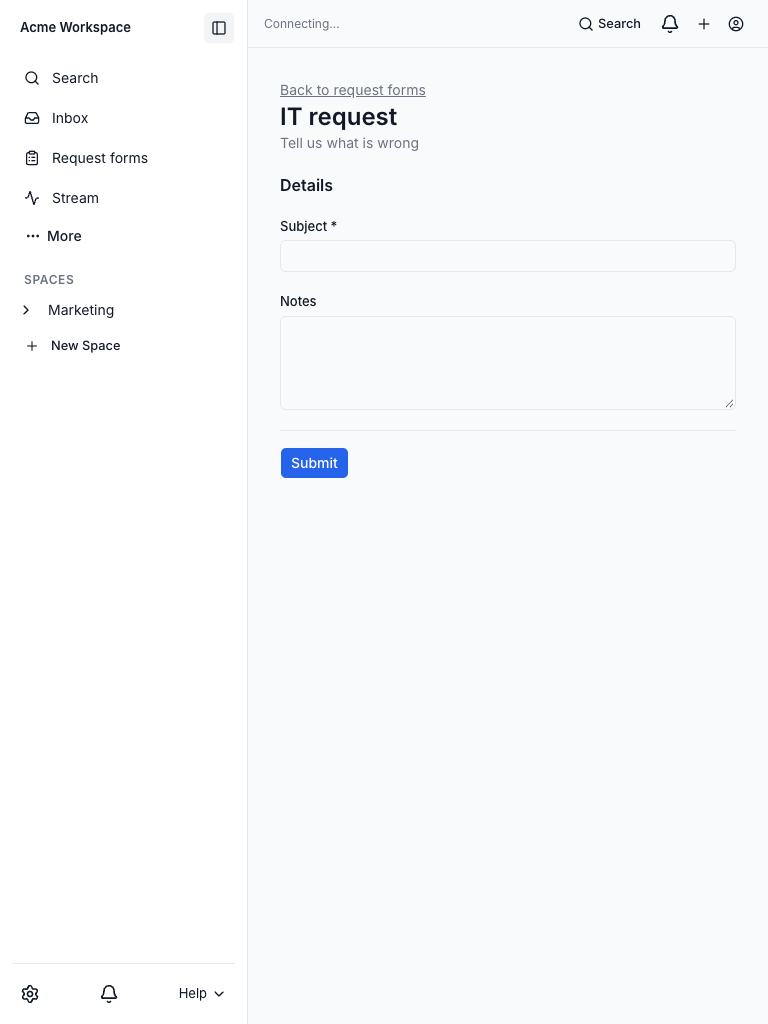 Acme Workspace
Search
Inbox
Request forms
Stream
More
SPACES
Marketing
New Space
Help
Connecting...
Search
Back to request forms
IT request
Tell us what is wrong
Details
Subject *
Notes
Submit